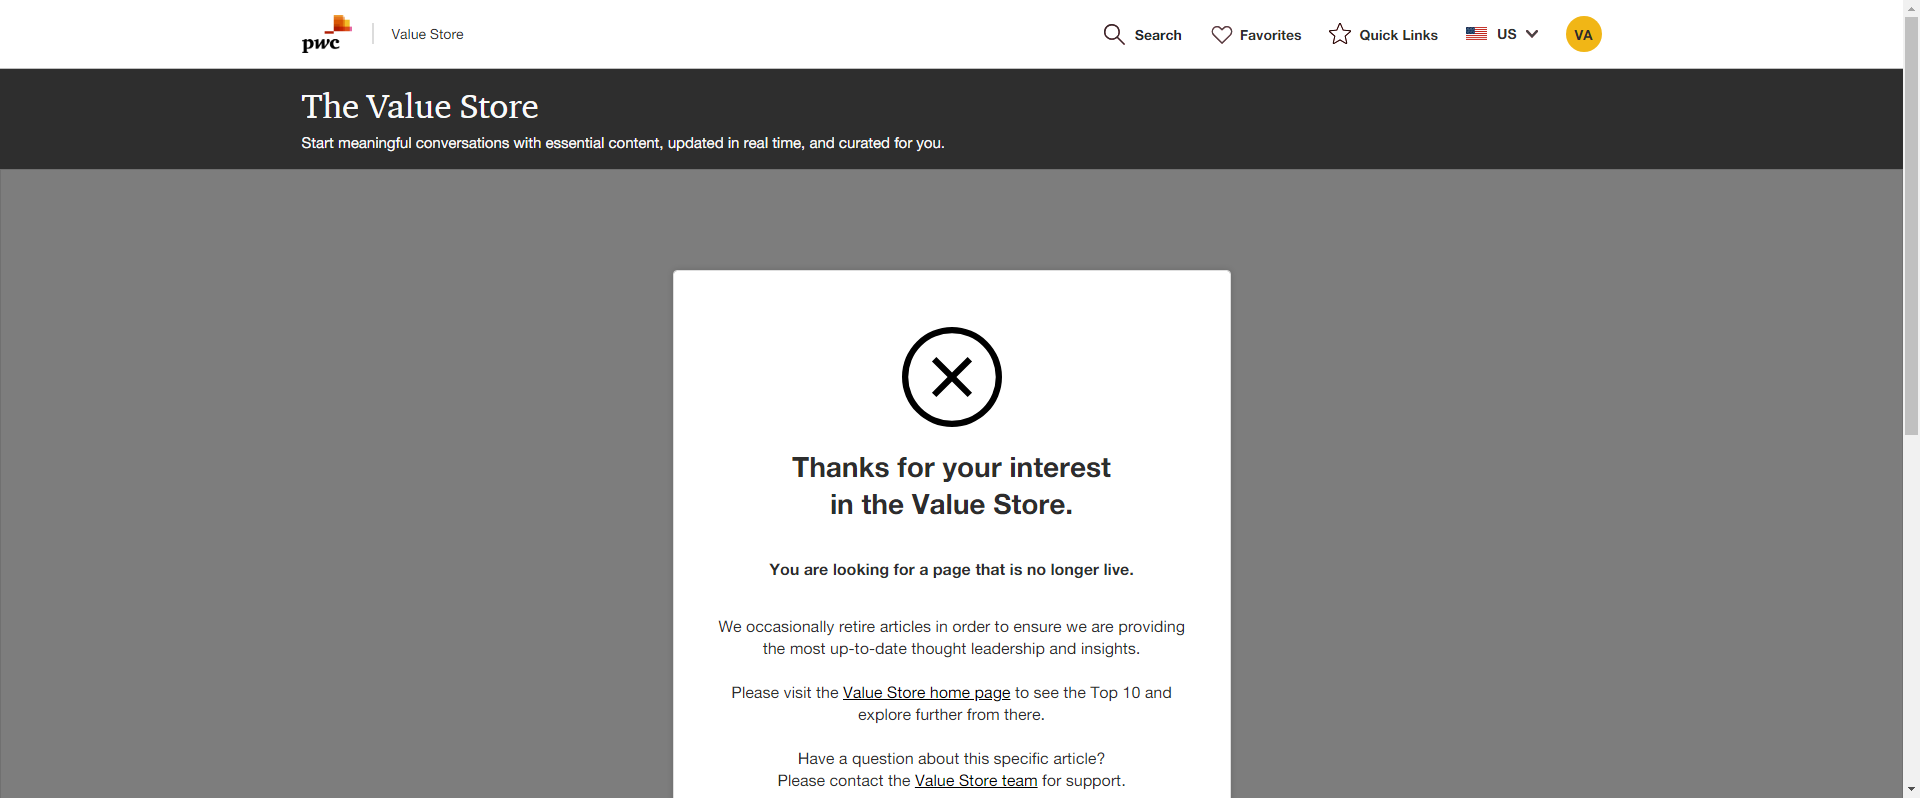 pwc
Value Store
Search
Favorites
Quick Links
US
VA
The Value Store
Start meaningful conversations with essential content, updated in real time, and curated for you.
Thanks for your interest
in the Value Store.
You are looking for a page that is no longer live.
We occasionally retire articles in order to ensure we are providing
the most up-to-date thought leadership and insights.
Please visit the Value Store home page to see the Top 10 and
explore further from there.
Have a question about this specific article?
Please contact the Value Store team for support.